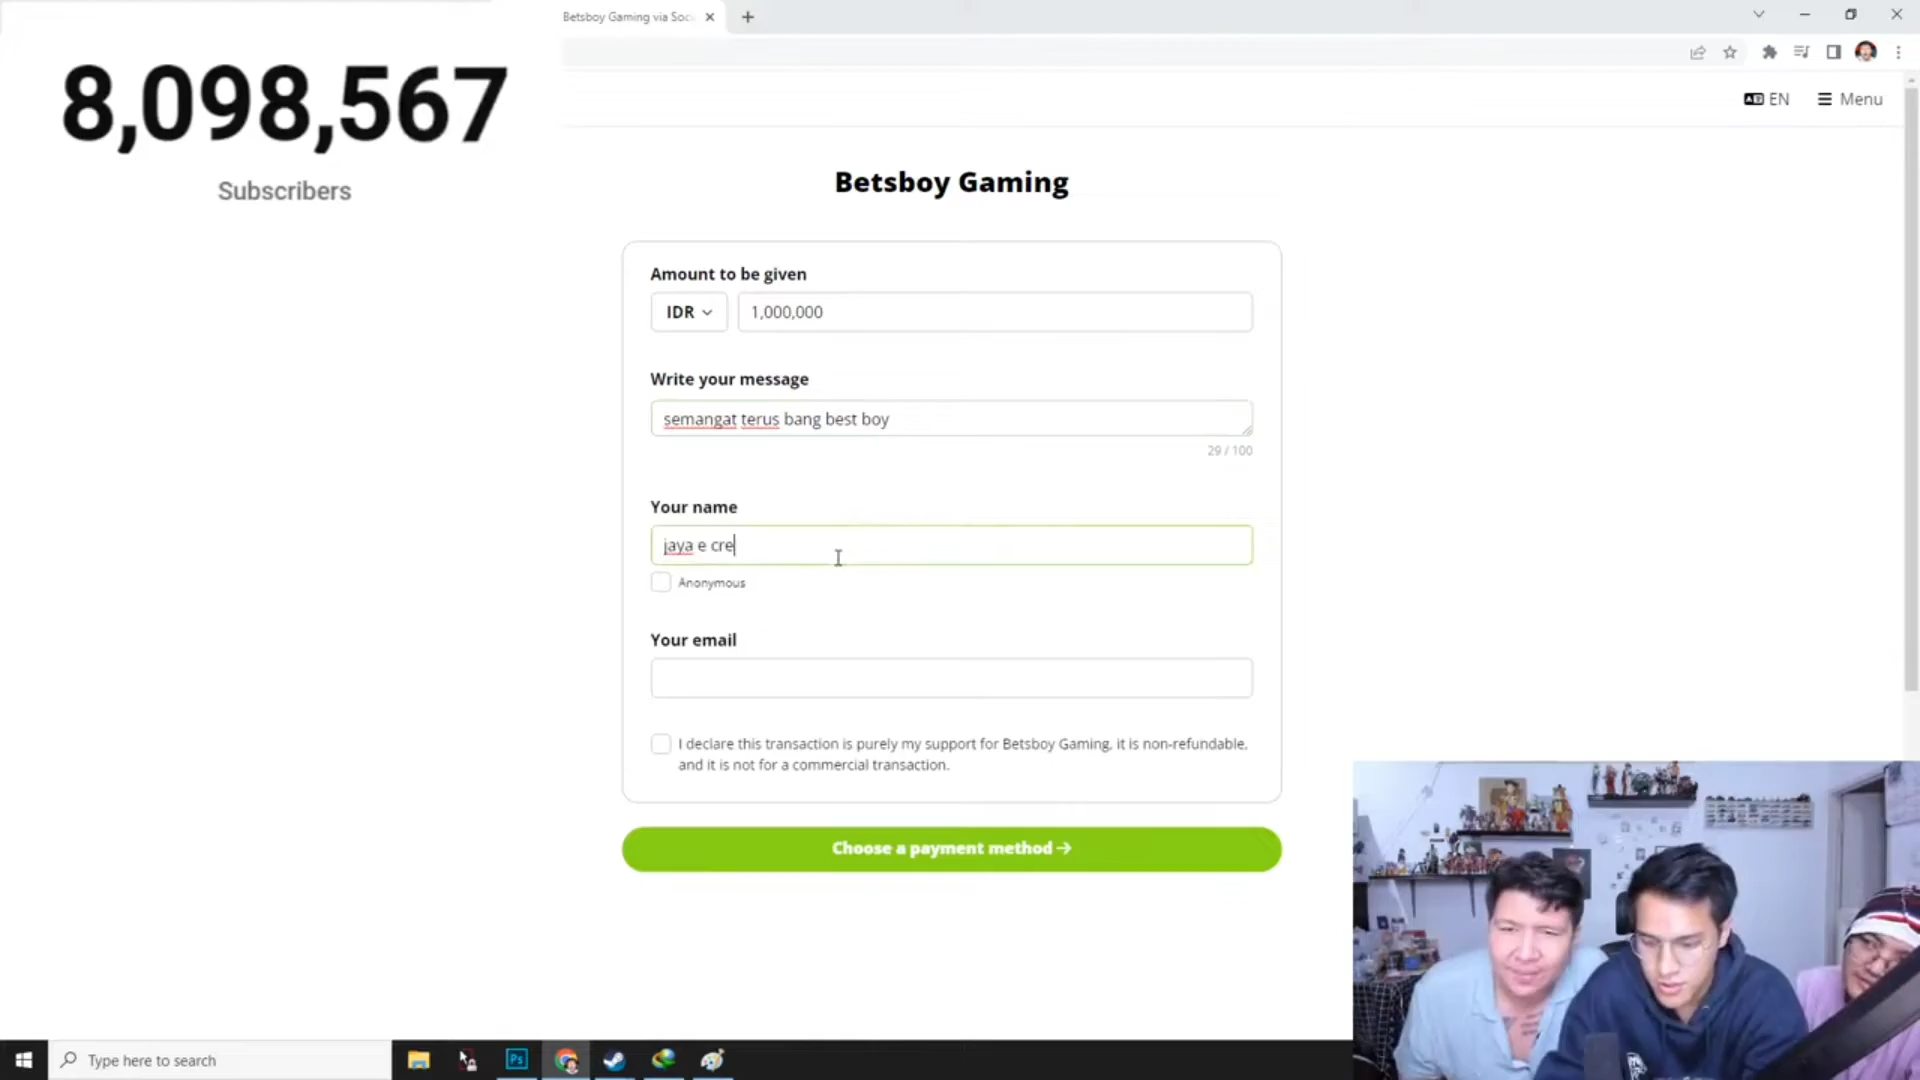 Betsboy Gaming via Soci
8,098,567
Subscribers
EN
Menu
Betsboy Gaming
Amount to be given
IDR
1,000,000
Write your message
semangat terus bang best boy
29 / 100
Your name
jaya e cre
Anonymous
Your email
I declare this transaction is purely my support for Betsboy Gaming, it is non-refundable,
and it is not for a commercial transaction.
Choose a payment method →
Type here to search
Ps